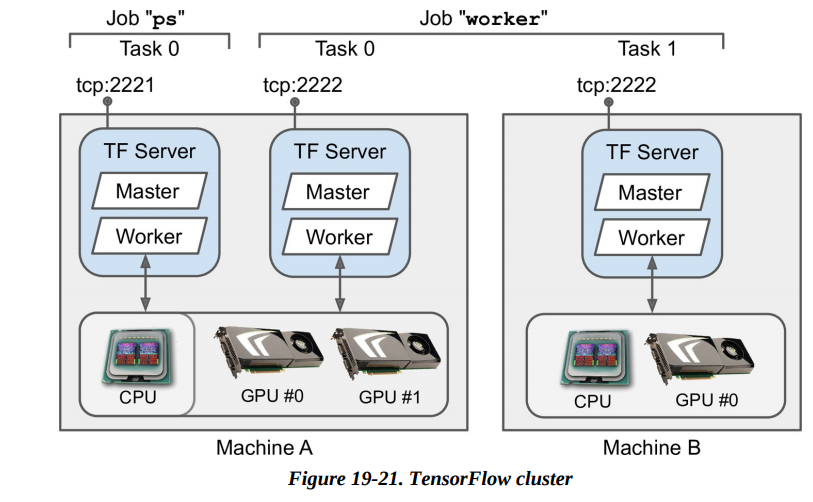 Job "ps" Job "worker"
Task 0 Task 0 Task 1
tcp:2221 tcp:2222 tcp:2222
TF Server TF Server TF Server
Master Master Master
Worker Worker Worker
CPU GPU #0 GPU #1 CPU GPU #0
Machine A Machine B
Figure 19-21. TensorFlow cluster